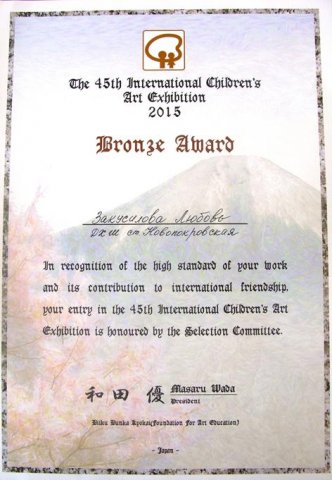 The 45th International Children's
Art Exhibition
2015
Bronze Award
Закусилова Любовь
ДХШ ст. Новопокровская
In recognition of the high standard of your work
and its contribution to international friendship,
your entry in the 45th International Children's Art
Exhibition is honoured by the Selection Committee.
和田 優 Masaru Wada
President
Biiku Bunka Kyokai(Foundation For Art Education)
- Japan -